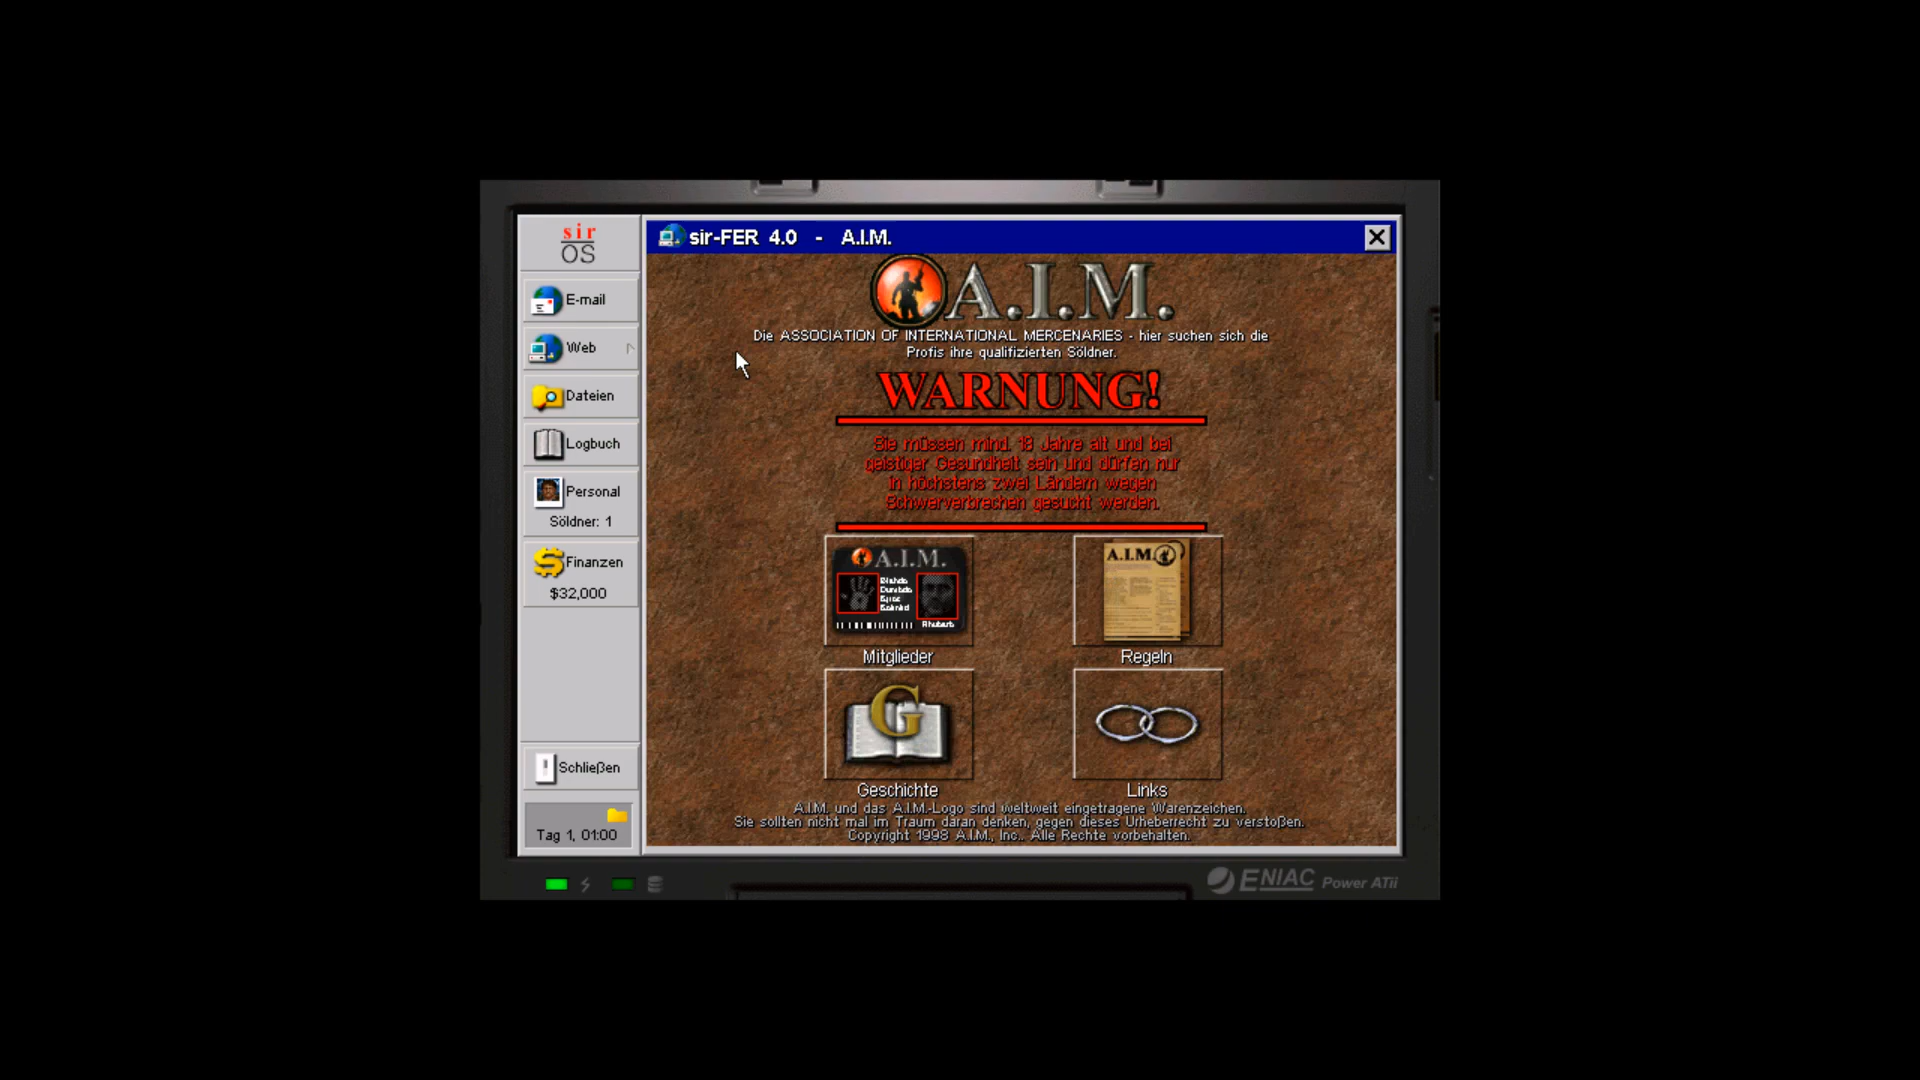 sir
OS
E-mail
Web
Dateien
Logbuch
Personal
Söldner: 1
Finanzen
$32,000
Schließen
Tag 1, 01:00
sir-FER 4.0 - A.I.M.
A.I.M.
Die ASSOCIATION OF INTERNATIONAL MERCENARIES - hier suchen sich die
Profis ihre qualifizierten Söldner.
WARNUNG!
Sie müssen mind. 18 Jahre alt und bei
geistiger Gesundheit sein und dürfen nur
in höchstens zwei Ländern wegen
Schwerverbrechen gesucht werden.
A.I.M.
A.I.M.
Mitglieder
Regeln
G
Geschichte
Links
A.I.M. und das A.I.M.-Logo sind weltweit eingetragene Warenzeichen.
Sie sollten nicht mal im Traum daran denken, gegen dieses Urheberrecht zu verstoßen.
Copyright 1998 A.I.M., Inc.. Alle Rechte vorbehalten.
ENIAC Power ATii